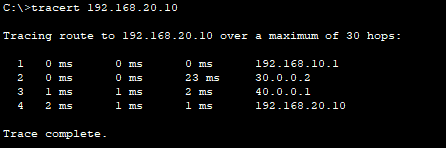 C:\>tracert 192.168.20.10
Tracing route to 192.168.20.10 over a maximum of 30 hops:
1 0 ms 0 ms 0 ms 192.168.10.1
2 0 ms 0 ms 23 ms 30.0.0.2
3 1 ms 1 ms 2 ms 40.0.0.1
4 2 ms 1 ms 1 ms 192.168.20.10
Trace complete.